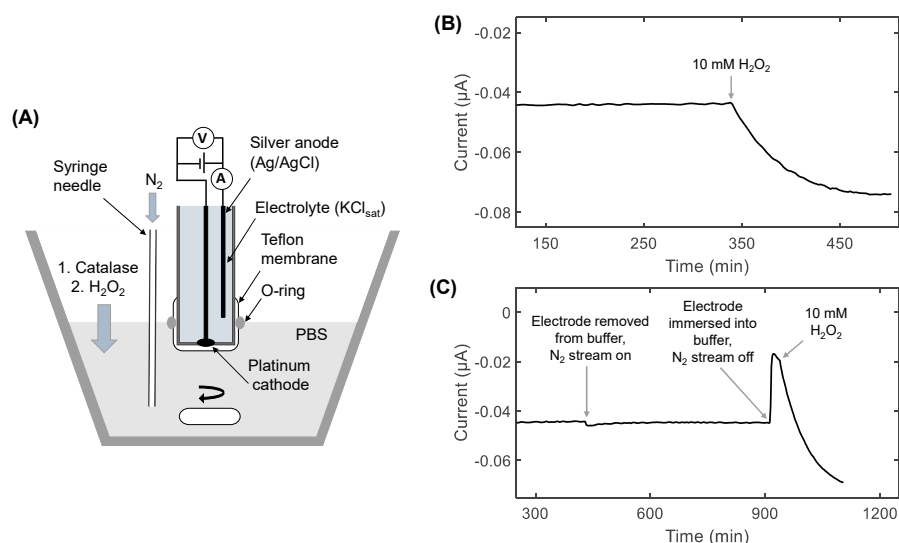 (A)
V
A
Silver anode
(Ag/AgCl)
Syringe
needle
N₂
Electrolyte (KClsat)
Teflon
membrane
O-ring
1. Catalase
2. H₂O₂
PBS
Platinum
cathode
(B)
-0.02
-0.04
-0.06
-0.08
Current (µA)
10 mM H₂O₂
150
250
350
450
Time (min)
(C)
0
-0.02
-0.04
-0.06
Current (µA)
Electrode removed
from buffer,
N₂ stream on
Electrode
immersed into
buffer,
N₂ stream off
10 mM
H₂O₂
300
600
900
1200
Time (min)